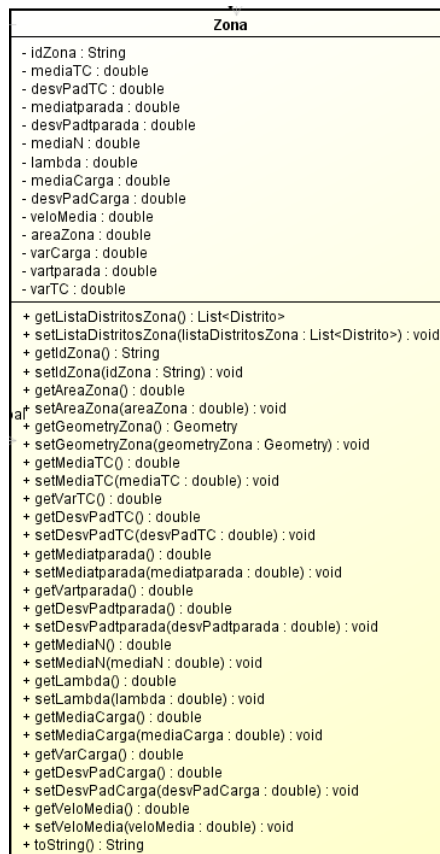 Zona
- idZona : String
- mediaTC : double
- desvPadTC : double
- mediatparada : double
- desvPadtparada : double
- mediaN : double
- lambda : double
- mediaCarga : double
- desvPadCarga : double
- veloMedia : double
- areaZona : double
- varCarga : double
- vartparada : double
- varTC : double
+ getListaDistritosZona() : List<Distrito>
+ setListaDistritosZona(listaDistritosZona : List<Distrito>) : void
+ getIdZona() : String
+ setIdZona(idZona : String) : void
+ getAreaZona() : double
+ setAreaZona(areaZona : double) : void
+ getGeometryZona() : Geometry
+ setGeometryZona(geometryZona : Geometry) : void
+ getMediaTC() : double
+ setMediaTC(mediaTC : double) : void
+ getVarTC() : double
+ getDesvPadTC() : double
+ setDesvPadTC(desvPadTC : double) : void
+ getMediatparada() : double
+ setMediatparada(mediatparada : double) : void
+ getVartparada() : double
+ getDesvPadtparada() : double
+ setDesvPadtparada(desvPadtparada : double) : void
+ getMediaN() : double
+ setMediaN(mediaN : double) : void
+ getLambda() : double
+ setLambda(lambda : double) : void
+ getMediaCarga() : double
+ setMediaCarga(mediaCarga : double) : void
+ getVarCarga() : double
+ getDesvPadCarga() : double
+ setDesvPadCarga(desvPadCarga : double) : void
+ getVeloMedia() : double
+ setVeloMedia(veloMedia : double) : void
+ toString() : String